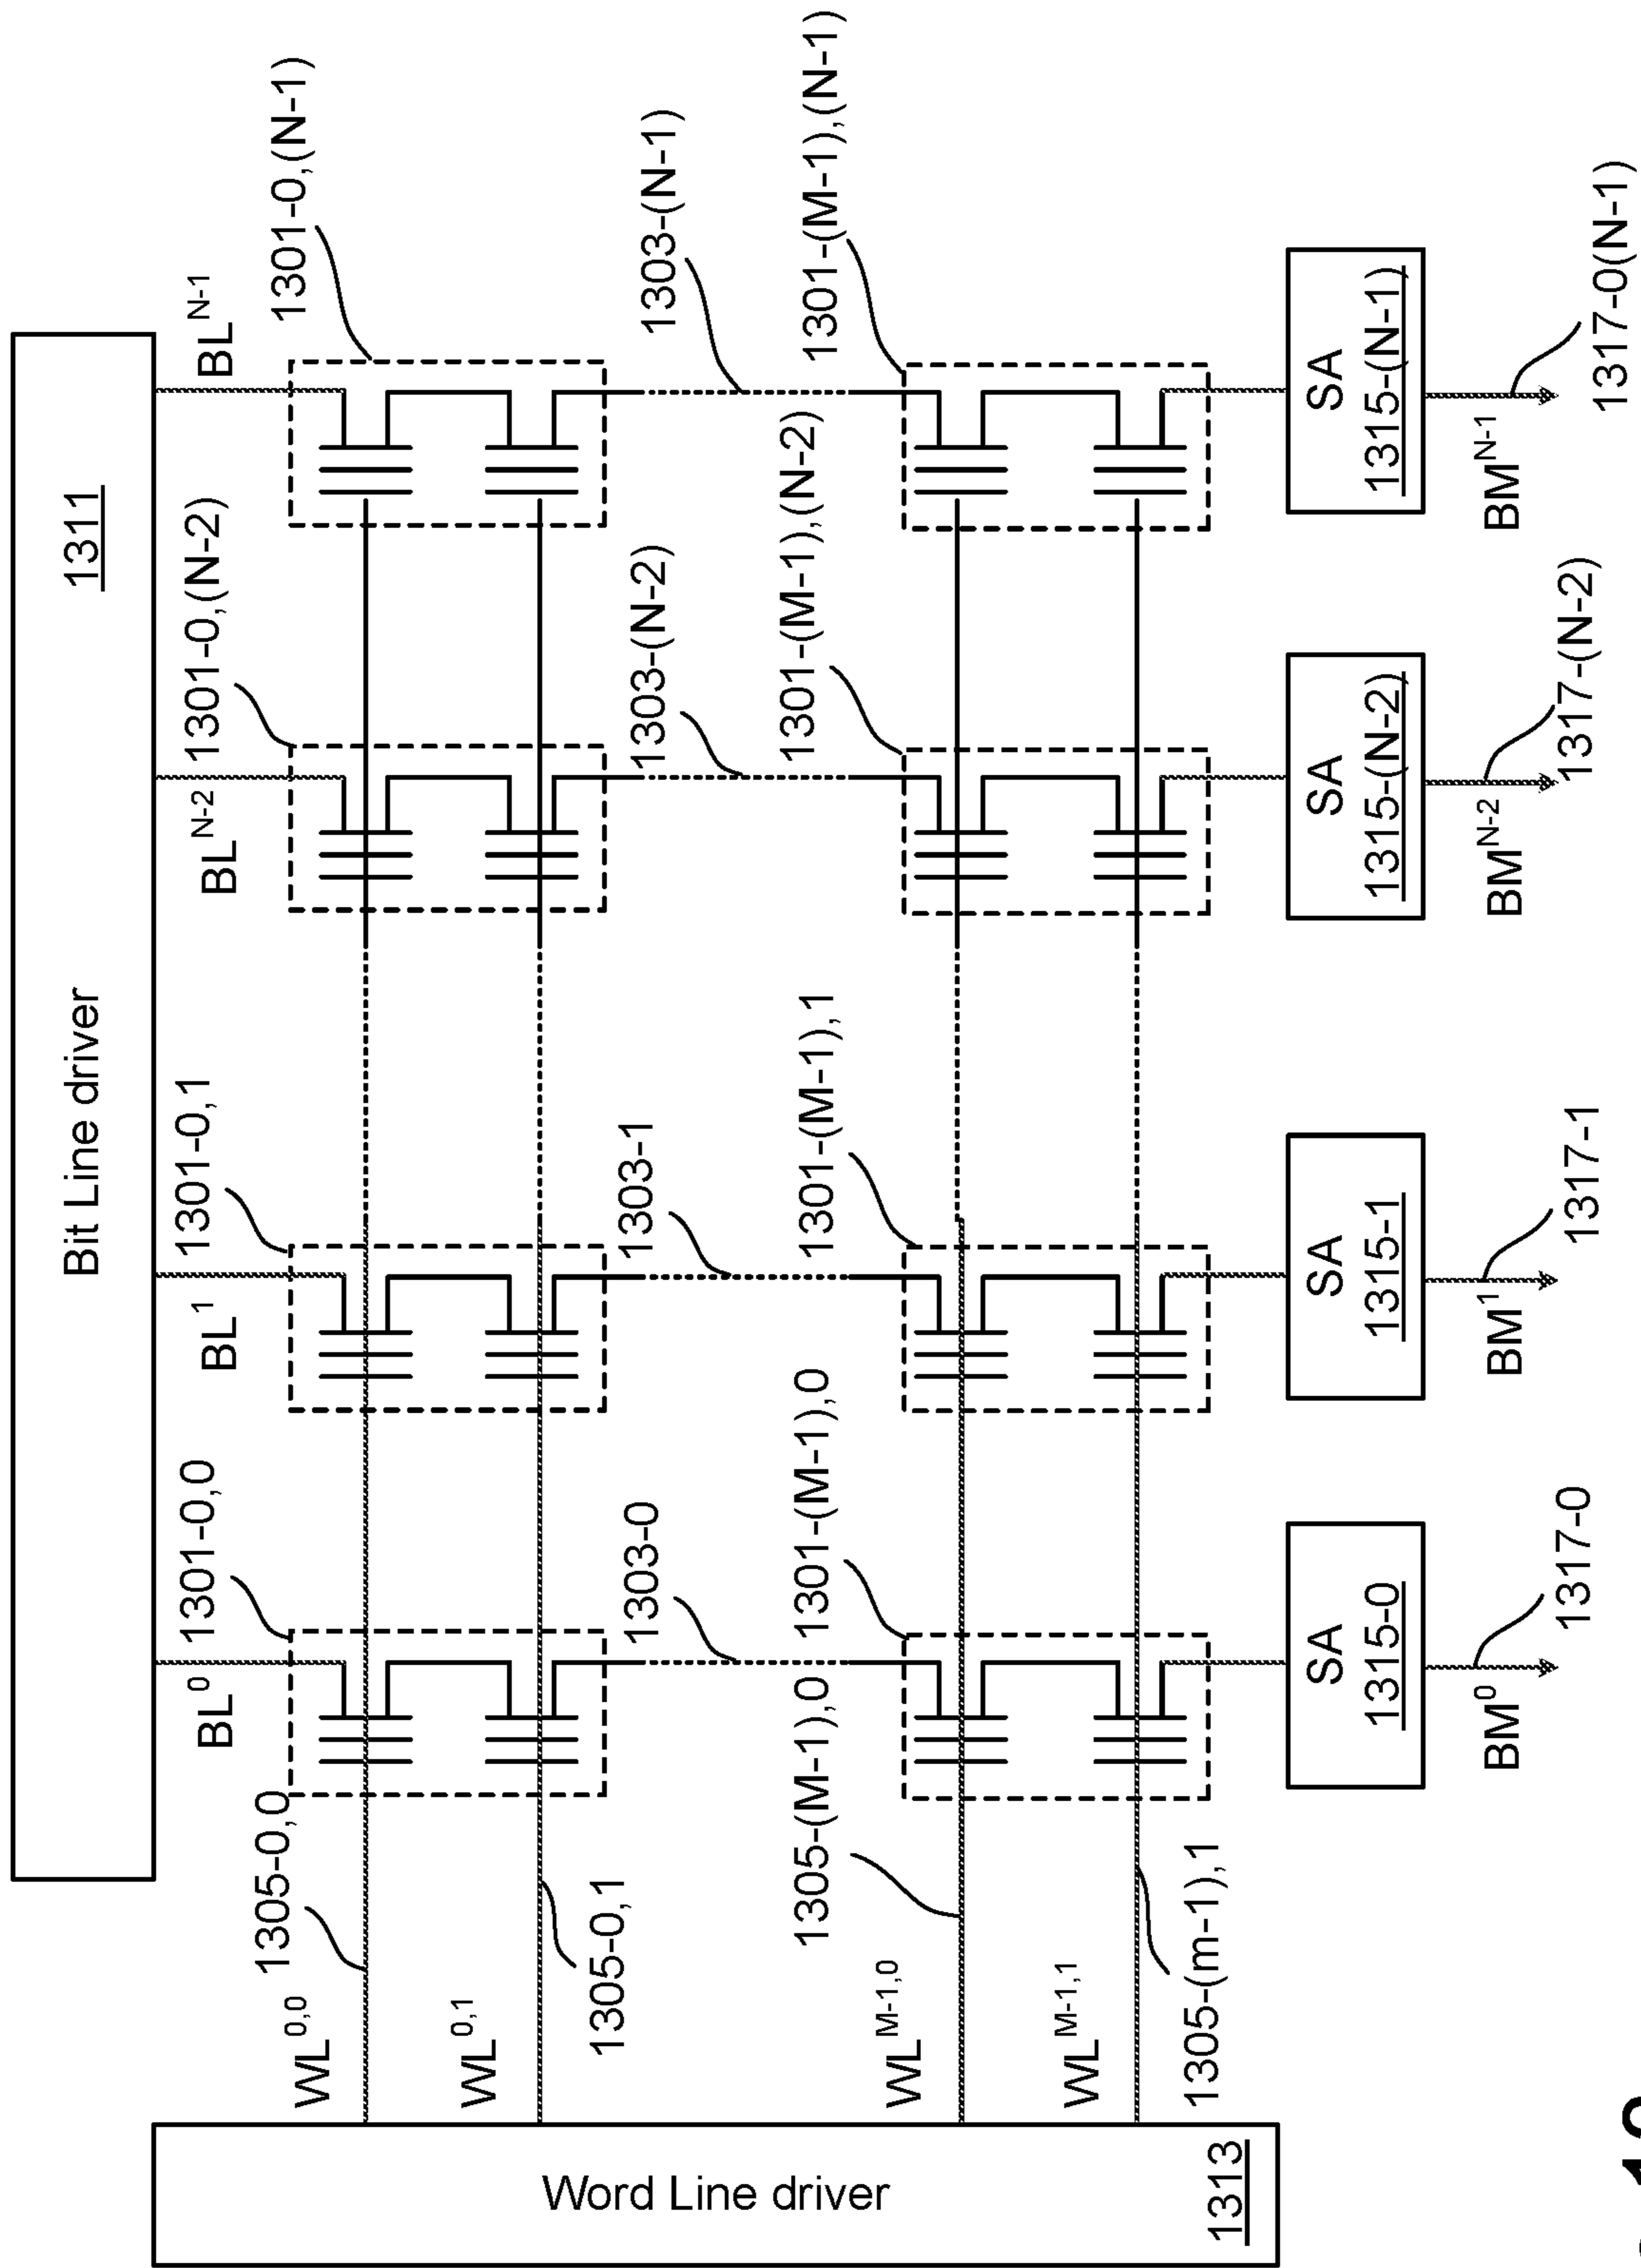 Bit Line driver
1311
BL^0
1301-0,0
BL^1
1301-0,1
BL^N-2
1301-0,(N-2)
BL^N-1
1301-0,(N-1)
1305-0,0
WL^0,0
WL^0,1
1305-0,1
1303-0
1303-1
1303-(N-2)
1303-(N-1)
1305-(M-1),0
1301-(M-1),0
1301-(M-1),1
1301-(M-1),(N-2)
1301-(M-1),(N-1)
WL^M-1,0
WL^M-1,1
1305-(m-1),1
Word Line driver
1313
SA
1315-0
SA
1315-1
SA
1315-(N-2)
SA
1315-(N-1)
BM^0
1317-0
BM^1
1317-1
BM^N-2
1317-(N-2)
BM^N-1
1317-0(N-1)